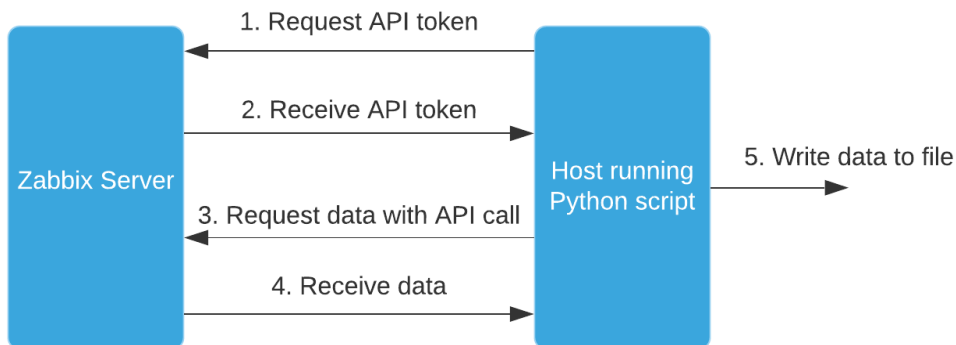 1. Request API token
2. Receive API token
Zabbix Server
Host running
Python script
5. Write data to file
3. Request data with API call
4. Receive data